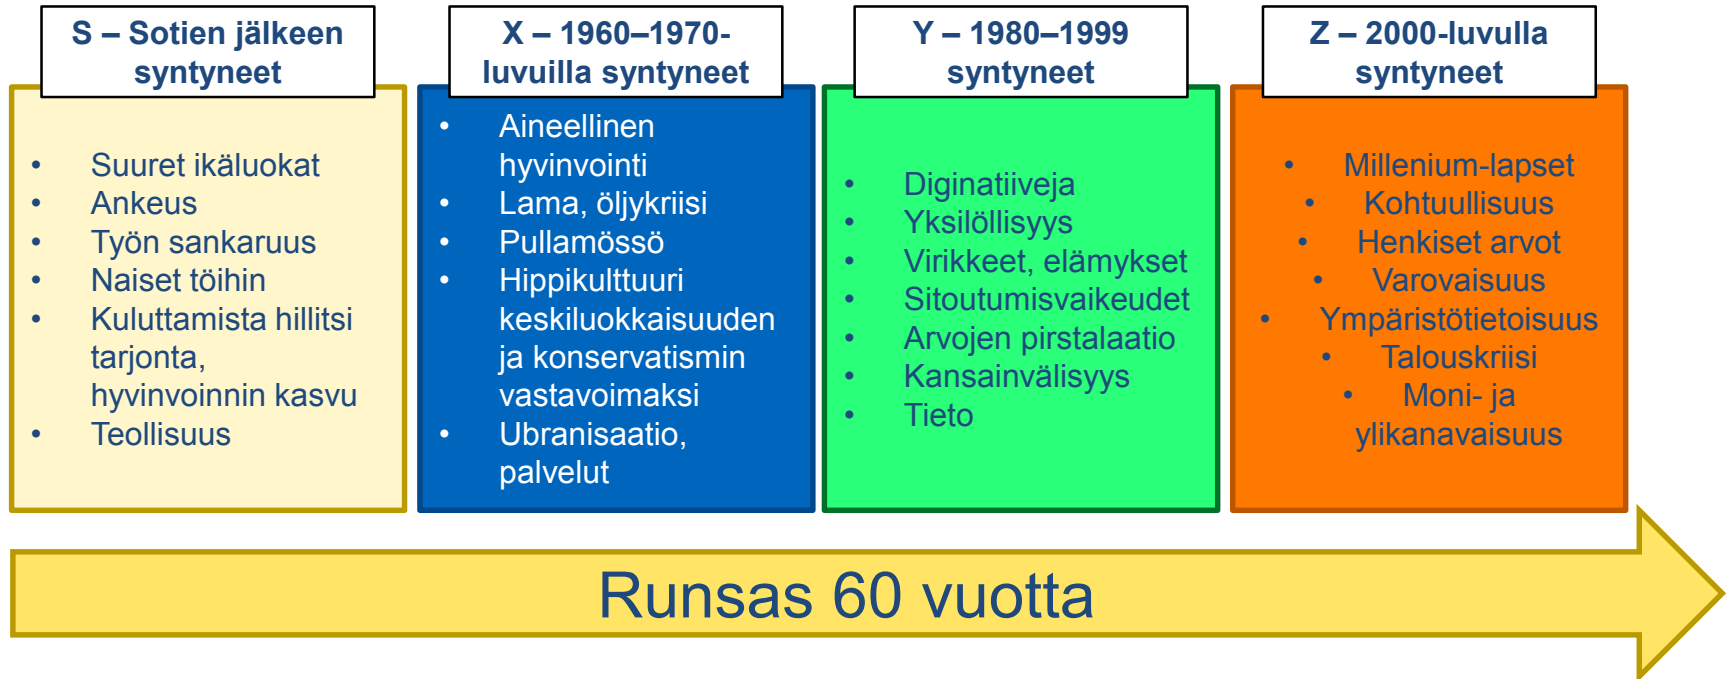 S – Sotien jälkeen
syntyneet
• Suuret ikäluokat
• Ankeus
• Työn sankaruus
• Naiset töihin
• Kuluttamista hillitsi
tarjonta,
hyvinvoinnin kasvu
• Teollisuus
X – 1960–1970-
luvuilla syntyneet
• Aineellinen
hyvinvointi
• Lama, öljykriisi
• Pullamössö
• Hippikulttuuri
keskiluokkaisuuden
ja konservatismin
vastavoimaksi
• Ubranisaatio,
palvelut
Y – 1980–1999
syntyneet
• Diginatiiveja
• Yksilöllisyys
• Virikkeet, elämykset
• Sitoutumisvaikeudet
• Arvojen pirstalaatio
• Kansainvälisyys
• Tieto
Z – 2000-luvulla
syntyneet
• Millenium-lapset
• Kohtuullisuus
• Henkiset arvot
• Varovaisuus
• Ympäristötietoisuus
• Talouskriisi
• Moni- ja
ylikanavaisuus
Runsas 60 vuotta